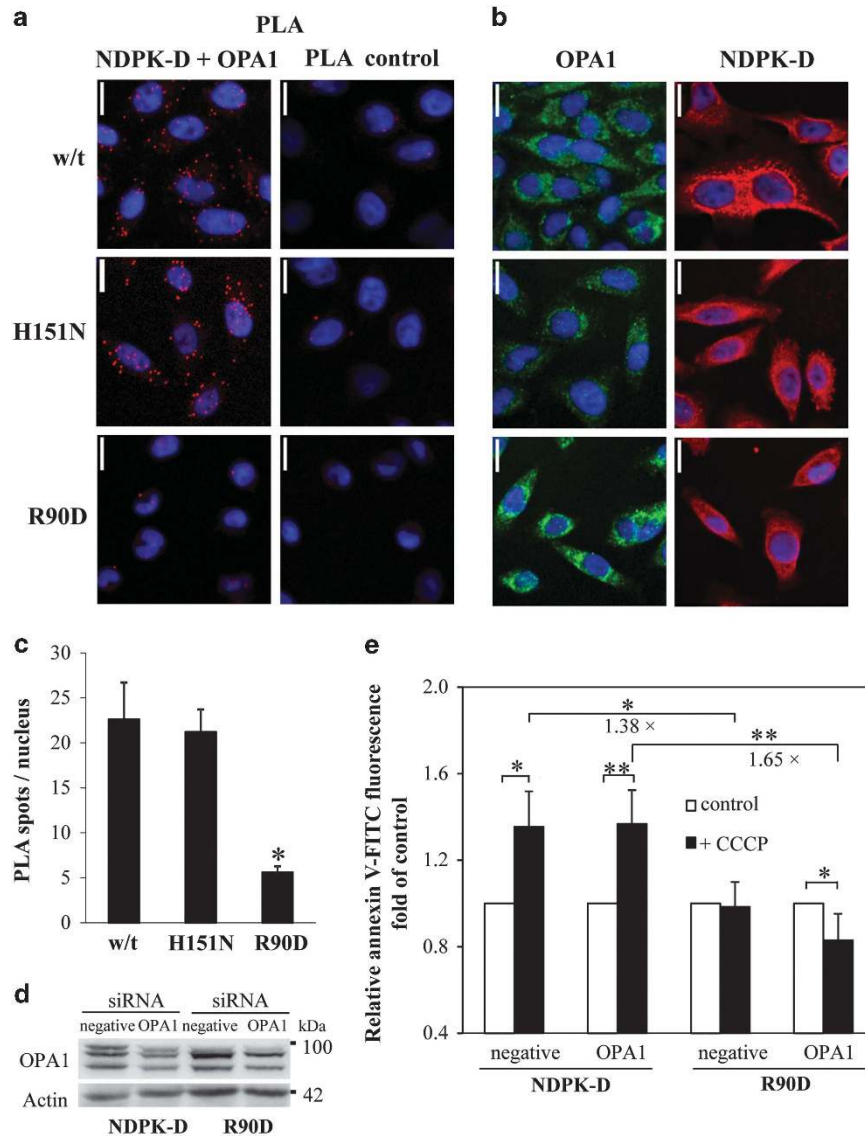 a
PLA
NDPK-D + OPA1 PLA control
w/t
H151N
R90D
b
OPA1 NDPK-D
c
PLA spots / nucleus
30
25
20
15
10
5
0
*
w/t H151N R90D
d
siRNA siRNA
negative OPA1 negative OPA1 kDa
OPA1
100
Actin
42
NDPK-D R90D
e
Relative annexin V-FITC fluorescence
fold of control
2.0
1.6
1.2
0.8
0.4
*
1.38 ×
**
1.65 ×
*
**
*
control
+ CCCP
negative OPA1 negative OPA1
NDPK-D R90D